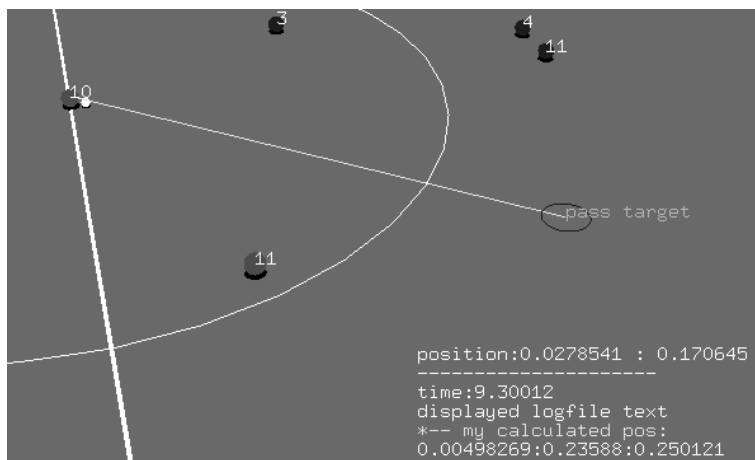 3
4
11
10
pass target
11
position:0.0278541 : 0.170645
----------------------
time:9.30012
displayed logfile text
*-- my calculated pos:
0.00498269:0.23588:0.250121